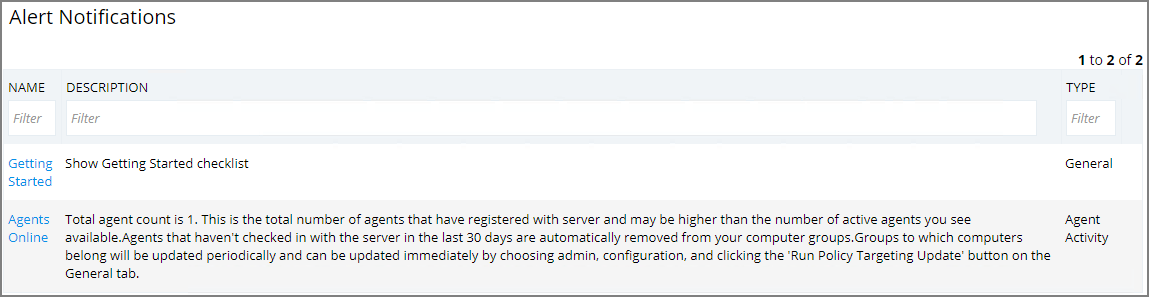 Alert Notifications
1 to 2 of 2
NAME DESCRIPTION TYPE
Filter Filter Filter
Getting Started Show Getting Started checklist General
Agents Online Total agent count is 1. This is the total number of agents that have registered with server and may be higher than the number of active agents you see Agent Activity
available.Agents that haven't checked in with the server in the last 30 days are automatically removed from your computer groups.Groups to which computers
belong will be updated periodically and can be updated immediately by choosing admin, configuration, and clicking the 'Run Policy Targeting Update' button on the
General tab.